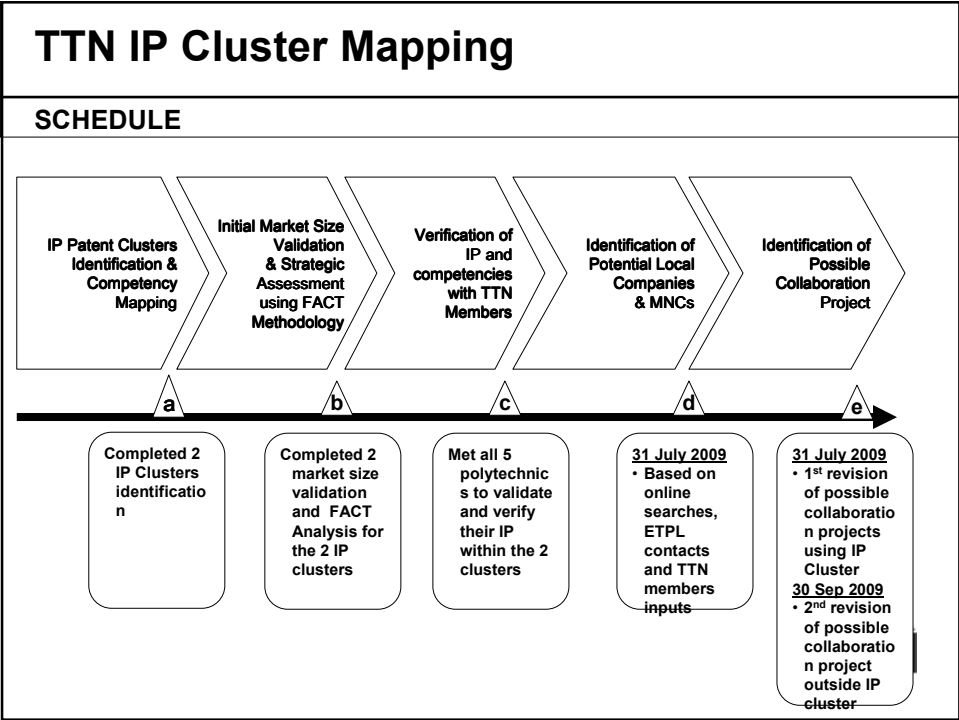 TTN IP Cluster Mapping
SCHEDULE
IP Patent Clusters
Identification &
Competency
Mapping
Initial Market Size
Validation
& Strategic
Assessment
using FACT
Methodology
Verification of
IP and
competencies
with TTN
Members
Identification of
Potential Local
Companies
& MNCs
Identification of
Possible
Collaboration
Project
a
b
c
d
e
Completed 2
IP Clusters
identificatio
n
Completed 2
market size
validation
and FACT
Analysis for
the 2 IP
clusters
Met all 5
polytechnic
s to validate
and verify
their IP
within the 2
clusters
31 July 2009
• Based on
online
searches,
ETPL
contacts
and TTN
members
inputs
31 July 2009
• 1st revision
of possible
collaboratio
n projects
using IP
Cluster
30 Sep 2009
• 2nd revision
of possible
collaboratio
n project
outside IP
cluster